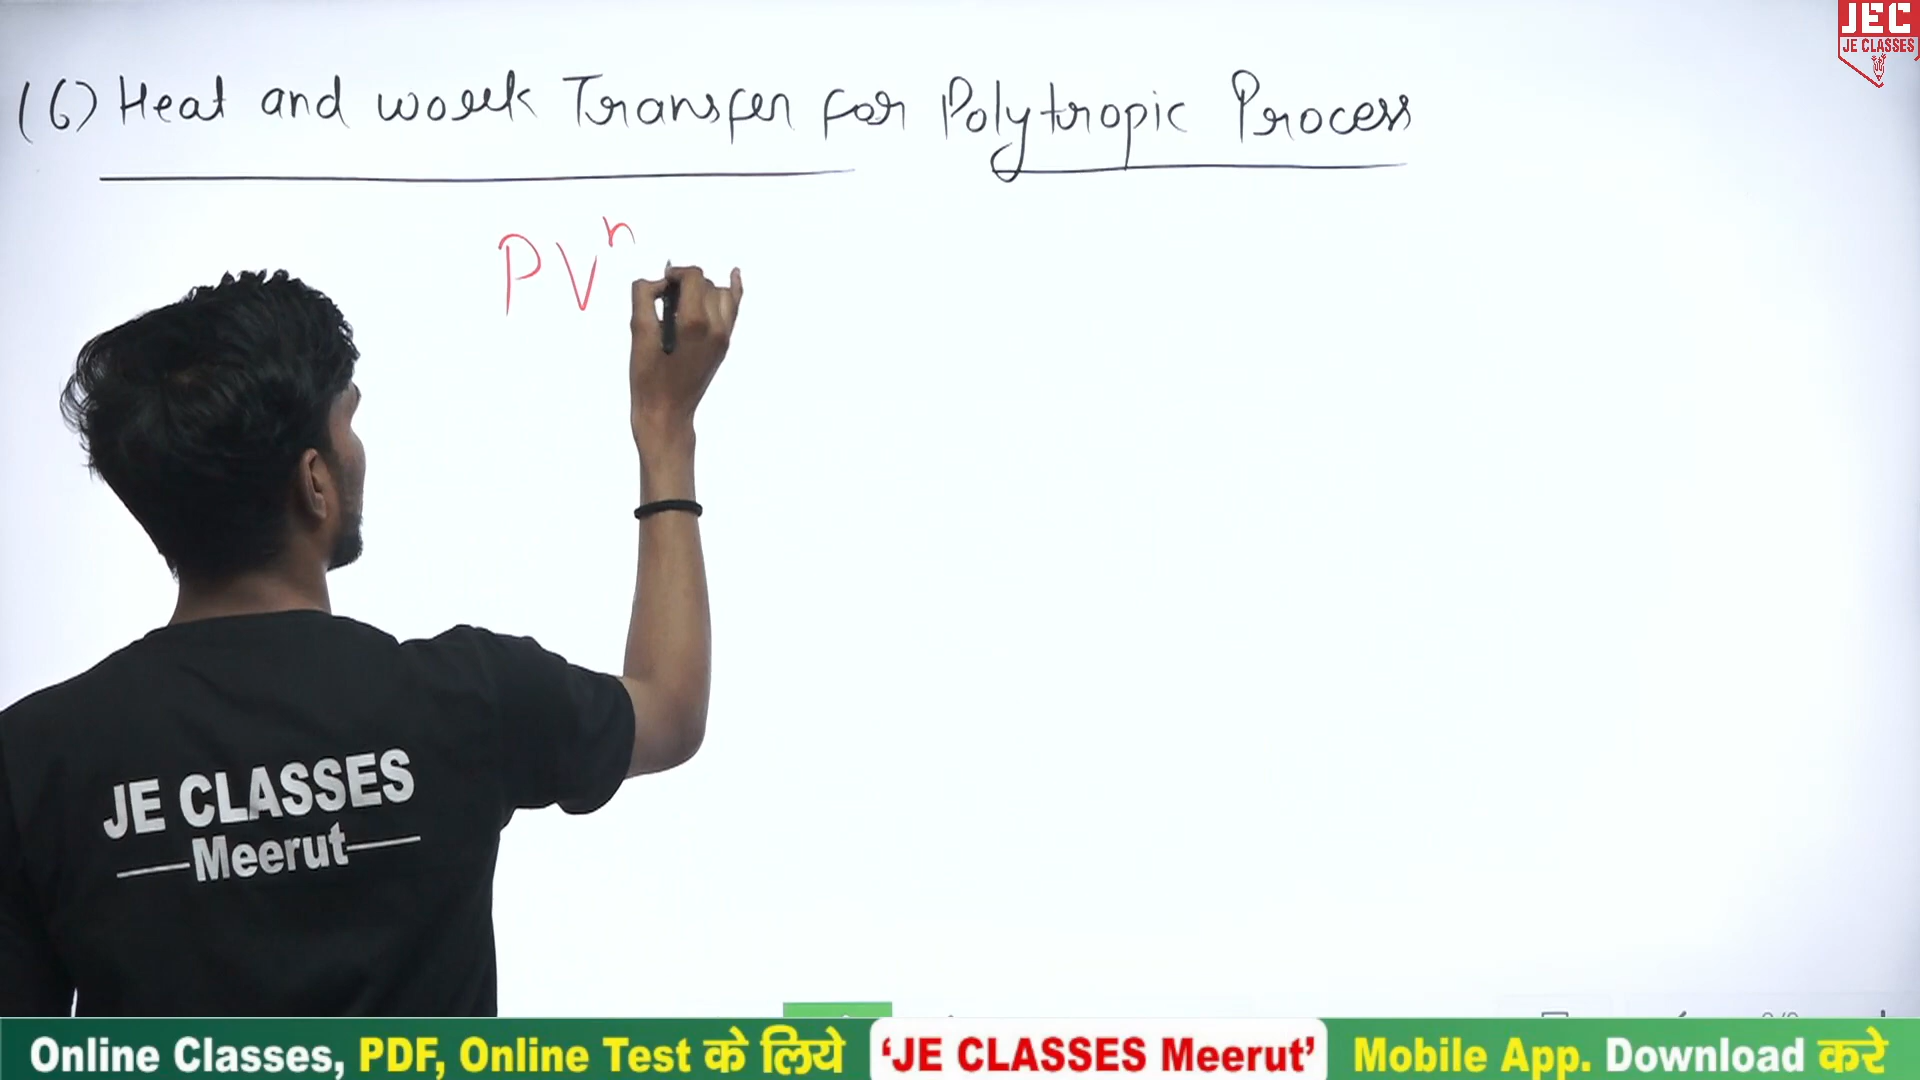 JEC
JE CLASSES
(6) Heat and work Transfer for Polytropic Process
PVⁿ
JE CLASSES
Meerut
Online Classes, PDF, Online Test के लिये 'JE CLASSES Meerut' Mobile App. Download करे